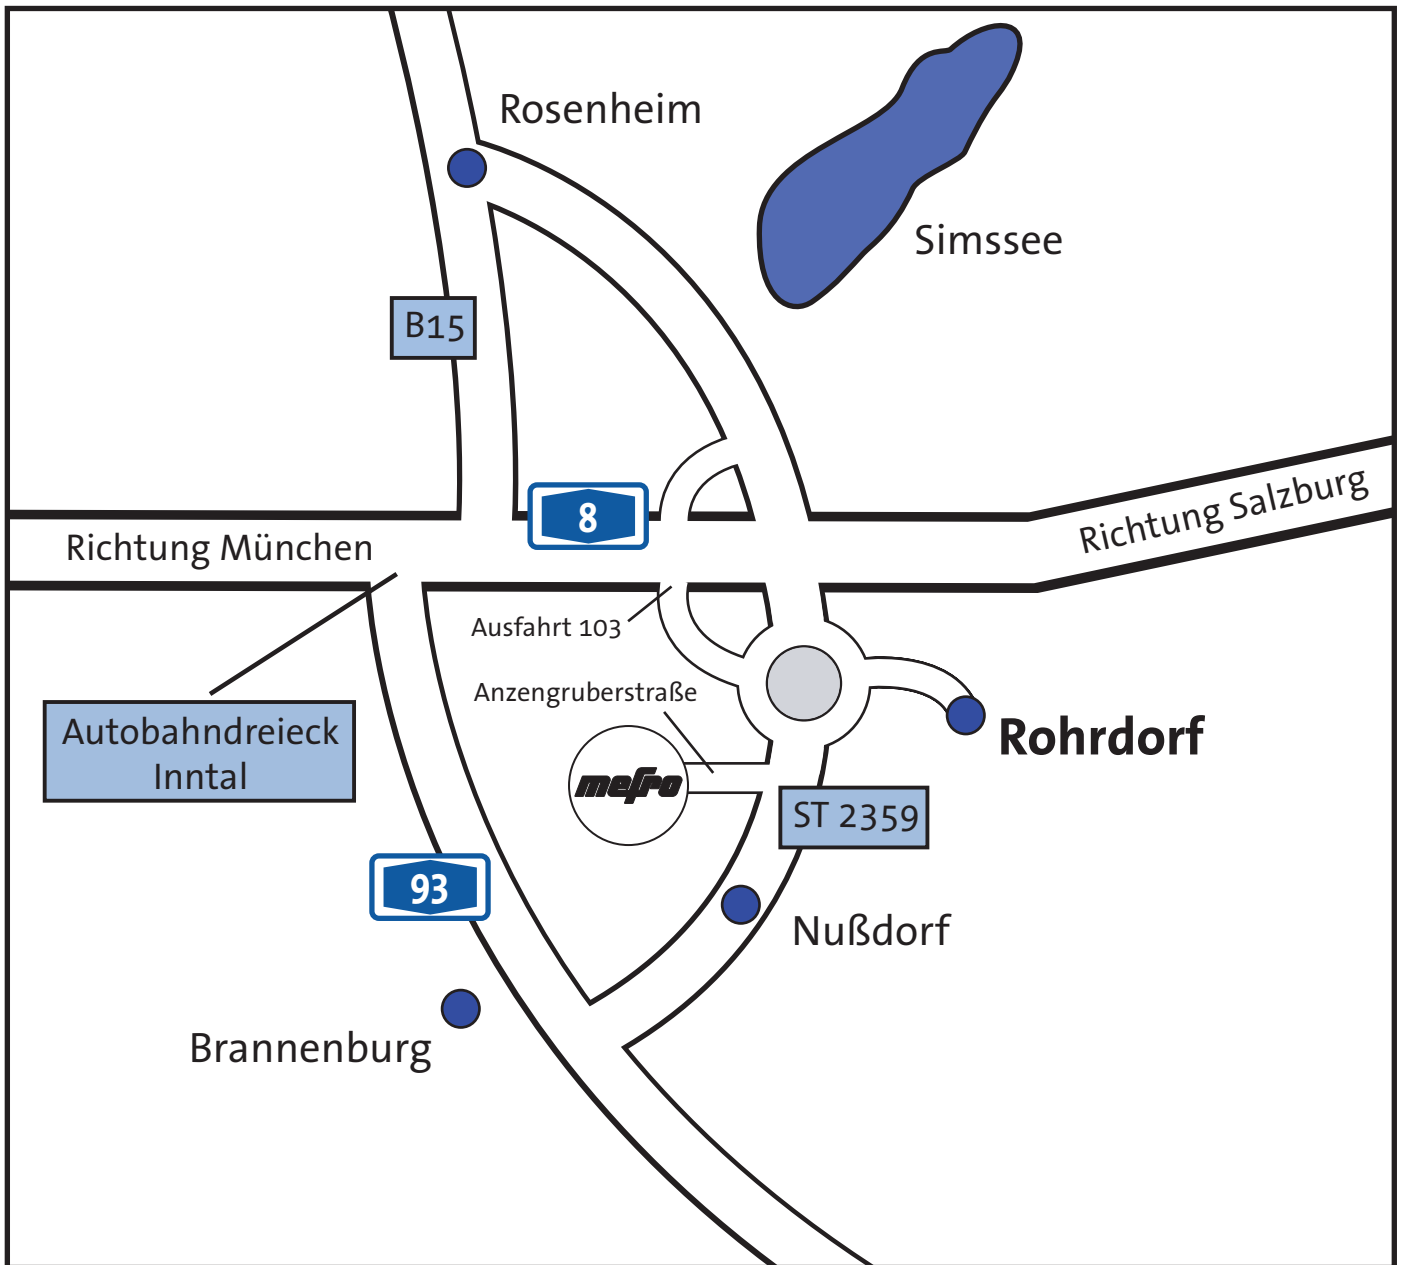 Rosenheim
Simssee
B15
Richtung Salzburg
8
Richtung München
Ausfahrt 103
Anzengruberstraße
Autobahndreieck
Inntal
Rohrdorf
mefro
ST 2359
93
Nußdorf
Brannenburg